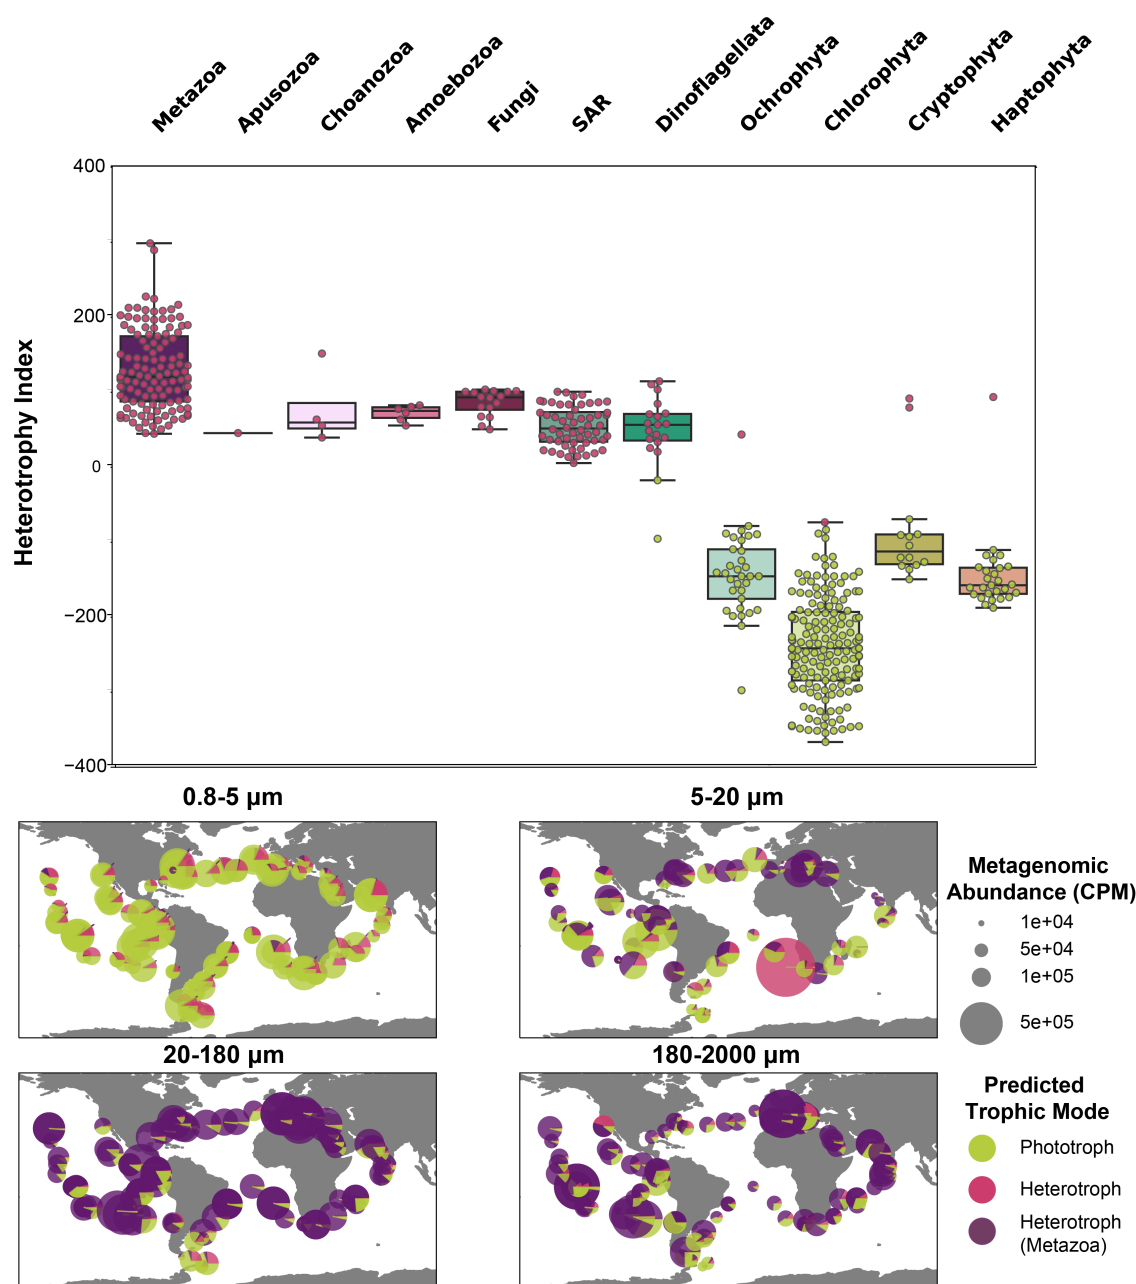 Metazoa
Apusozoa
Choanozoa
Amoebozoa
Fungi
SAR
Dinoflagellata
Ochrophyta
Chlorophyta
Cryptophyta
Haptophyta
Heterotrophy Index
400
200
0
−200
−400
0.8-5 µm
5-20 µm
Metagenomic
Abundance (CPM)
1e+04
5e+04
1e+05
5e+05
20-180 µm
180-2000 µm
Predicted
Trophic Mode
Phototroph
Heterotroph
Heterotroph
(Metazoa)